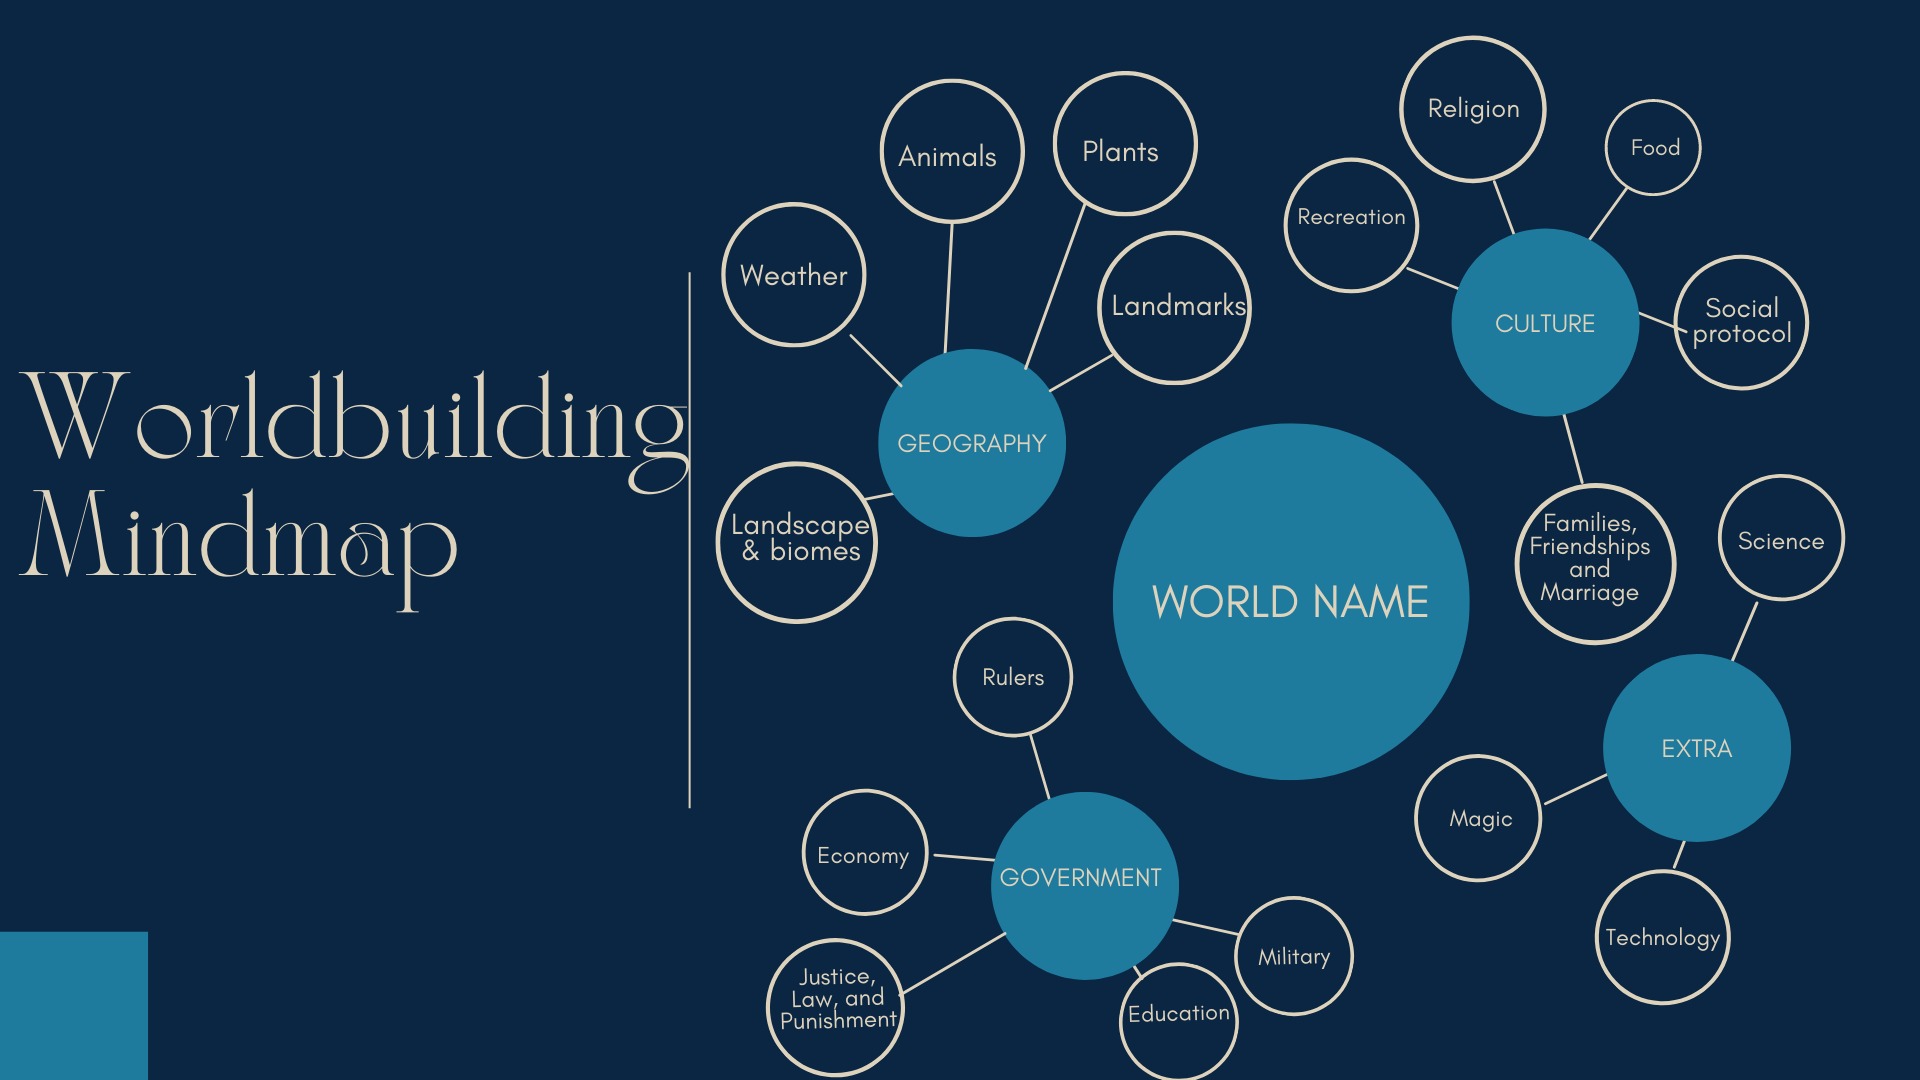 Worldbuilding
Mindmap
Animals
Plants
Weather
Landmarks
GEOGRAPHY
Landscape
& biomes
Religion
Food
Recreation
Social
protocol
CULTURE
Families,
Friendships
and
Marriage
WORLD NAME
Science
EXTRA
Magic
Technology
Rulers
Economy
GOVERNMENT
Justice,
Law, and
Punishment
Education
Military